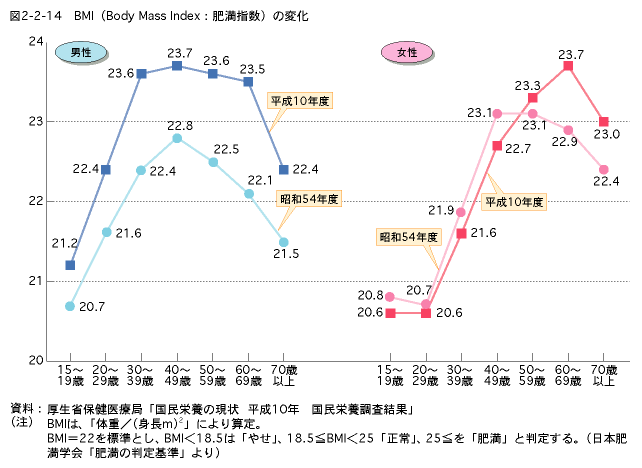 図2-2-14 BMI（Body Mass Index：肥満指数）の変化
24
23
22
21
20
男性
21.2
22.4
23.6
23.7
23.6
23.5
22.4
平成10年度
20.7
21.6
22.4
22.8
22.5
22.1
21.5
昭和54年度
15〜19歳
20〜29歳
30〜39歳
40〜49歳
50〜59歳
60〜69歳
70歳以上
女性
20.8
20.7
21.9
23.1
23.1
22.9
22.4
昭和54年度
20.6
20.6
21.6
22.7
23.3
23.7
23.0
平成10年度
15〜19歳
20〜29歳
30〜39歳
40〜49歳
50〜59歳
60〜69歳
70歳以上
資料：厚生省保健医療局「国民栄養の現状 平成10年 国民栄養調査結果」
（注） BMIは、「体重／(身長m)²」により算定。
BMI＝22を標準とし、BMI＜18.5は「やせ」、18.5≦BMI＜25「正常」、25≦を「肥満」と判定する。（日本肥
満学会「肥満の判定基準」より）